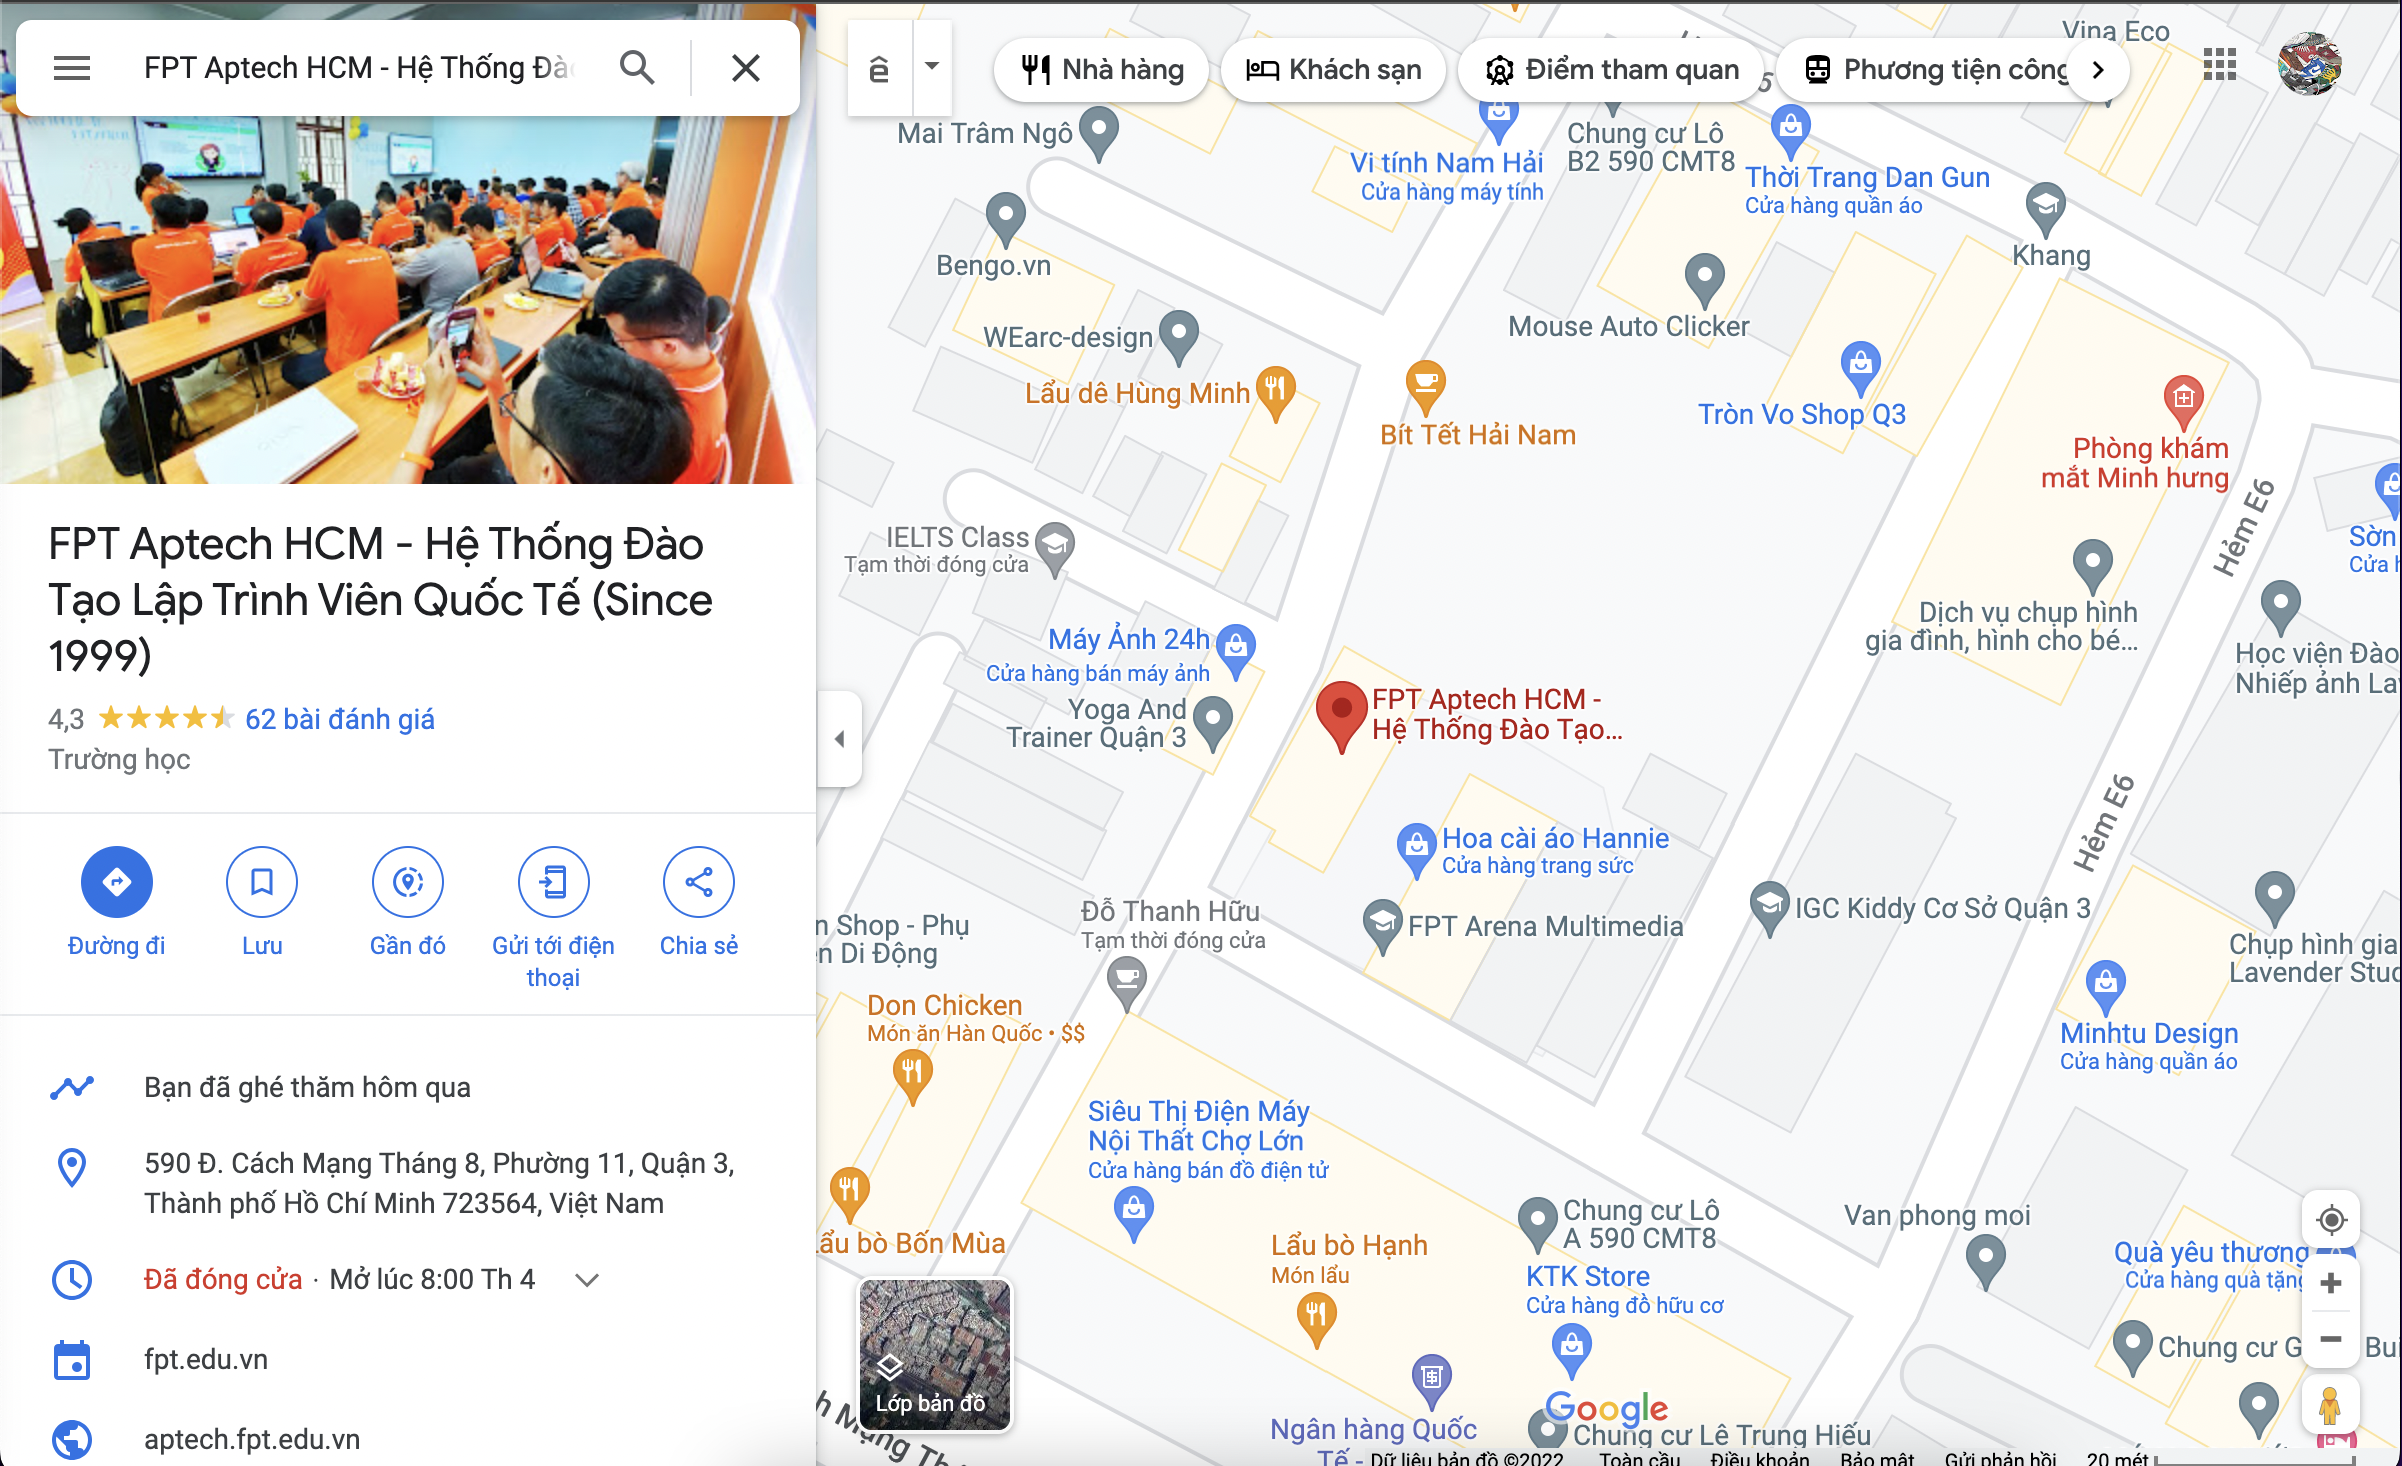 FPT Aptech HCM - Hệ Thống Đào
FPT Aptech HCM - Hệ Thống Đào
Tạo Lập Trình Viên Quốc Tế (Since
1999)
4,3
62 bài đánh giá
Trường học
Đường đi
Lưu
Gần đó
Gửi tới điện
thoại
Chia sẻ
Bạn đã ghé thăm hôm qua
590 Đ. Cách Mạng Tháng 8, Phường 11, Quận 3,
Thành phố Hồ Chí Minh 723564, Việt Nam
Đã đóng cửa · Mở lúc 8:00 Th 4
fpt.edu.vn
aptech.fpt.edu.vn
ê
Nhà hàng
Khách sạn
Điểm tham quan
Phương tiện công
Vina Eco
5
Mai Trâm Ngô
Vi tính Nam Hải
Cửa hàng máy tính
Chung cư Lô
B2 590 CMT8
Thời Trang Dan Gun
Cửa hàng quần áo
Khang
Bengo.vn
Mouse Auto Clicker
WEarc-design
Lẩu dê Hùng Minh
Bít Tết Hải Nam
Tròn Vo Shop Q3
Phòng khám
mắt Minh hưng
Hẻm E6
Sờn
Cửa h
IELTS Class
Tạm thời đóng cửa
Dịch vụ chụp hình
gia đình, hình cho bé...
Máy Ảnh 24h
Cửa hàng bán máy ảnh
Học viện Đào
Nhiếp ảnh La
Yoga And
Trainer Quận 3
FPT Aptech HCM -
Hệ Thống Đào Tạo...
Hẻm E6
Hoa cài áo Hannie
Cửa hàng trang sức
Đỗ Thanh Hữu
Tạm thời đóng cửa
FPT Arena Multimedia
IGC Kiddy Cơ Sở Quận 3
n Shop - Phụ
ện Di Động
Chụp hình gia
Lavender Stud
Don Chicken
Món ăn Hàn Quốc • $$
Minhtu Design
Cửa hàng quần áo
Siêu Thị Điện Máy
Nội Thất Chợ Lớn
Cửa hàng bán đồ điện tử
Lẩu bò Bốn Mùa
Lẩu bò Hạnh
Món lẩu
Chung cư Lô
A 590 CMT8
Van phong moi
KTK Store
Cửa hàng đồ hữu cơ
Quà yêu thương
Cửa hàng quà tặng
Chung cư G
Bui
Lớp bản đồ
h Mạng Th
Ngân hàng Quốc
Tế -
Google
Chung cư Lê Trung Hiếu
Dữ liệu bản đồ ©2022
Toàn cầu
Điều khoản
Bảo mật
Gửi phản hồi
20 mét